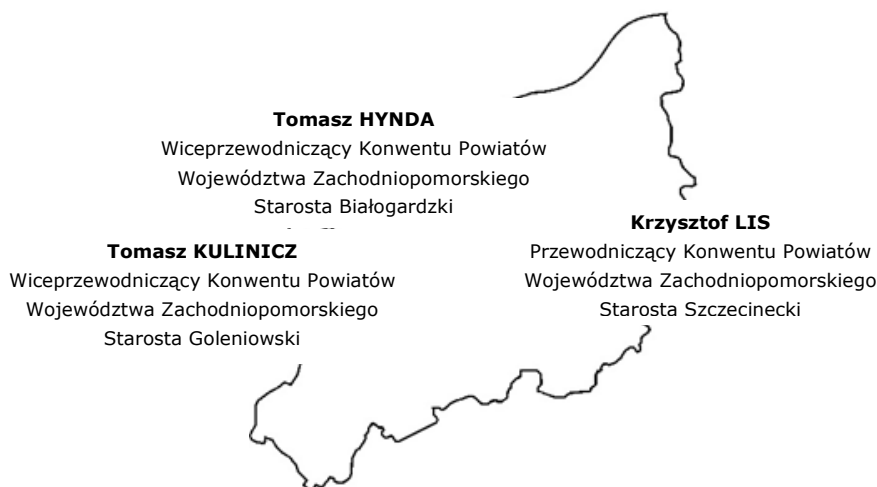 Tomasz HYNDA
Wiceprzewodniczący Konwentu Powiatów
Województwa Zachodniopomorskiego
Starosta Białogardzki
Krzysztof LIS
Przewodniczący Konwentu Powiatów
Województwa Zachodniopomorskiego
Starosta Szczecinecki
Tomasz KULINICZ
Wiceprzewodniczący Konwentu Powiatów
Województwa Zachodniopomorskiego
Starosta Goleniowski